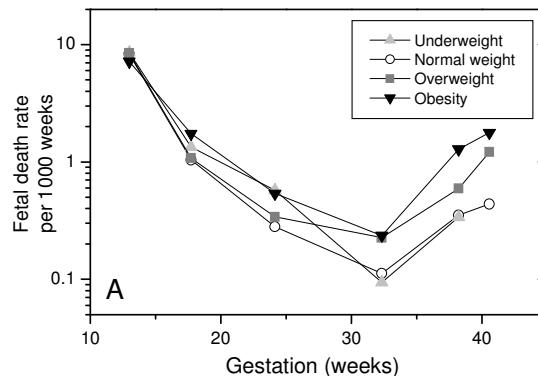 Underweight
Normal weight
Overweight
Obesity
Fetal death rate
per 1000 weeks
10
1
0.1
A
10
20
30
40
Gestation (weeks)